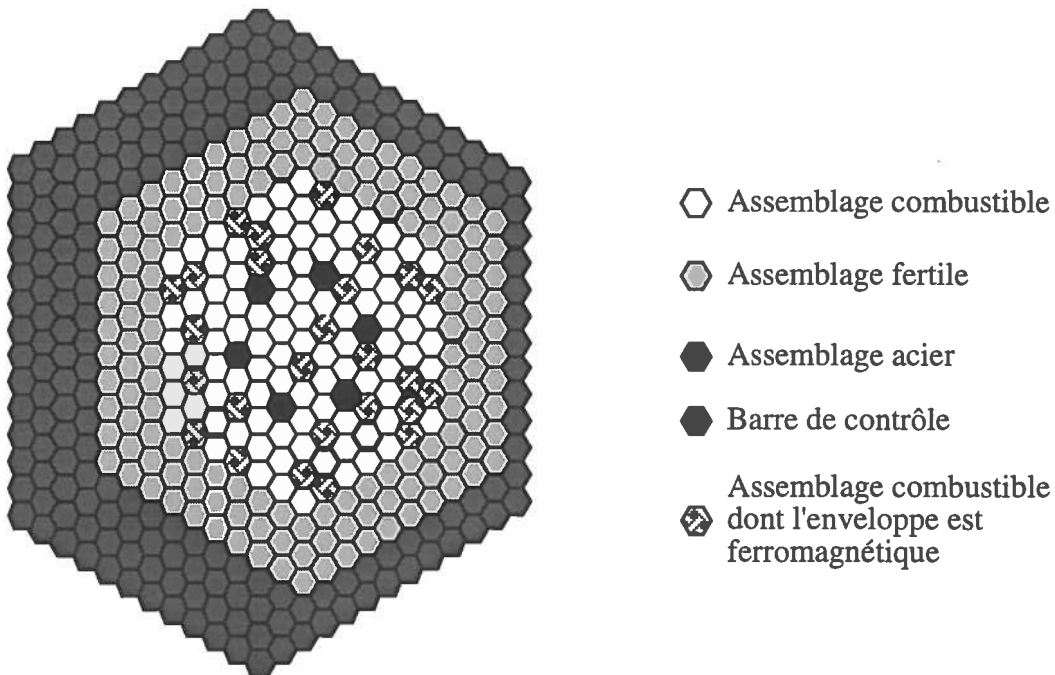 Assemblage combustible
Assemblage fertile
Assemblage acier
Barre de contrôle
Assemblage combustible
dont l'enveloppe est
ferromagnétique